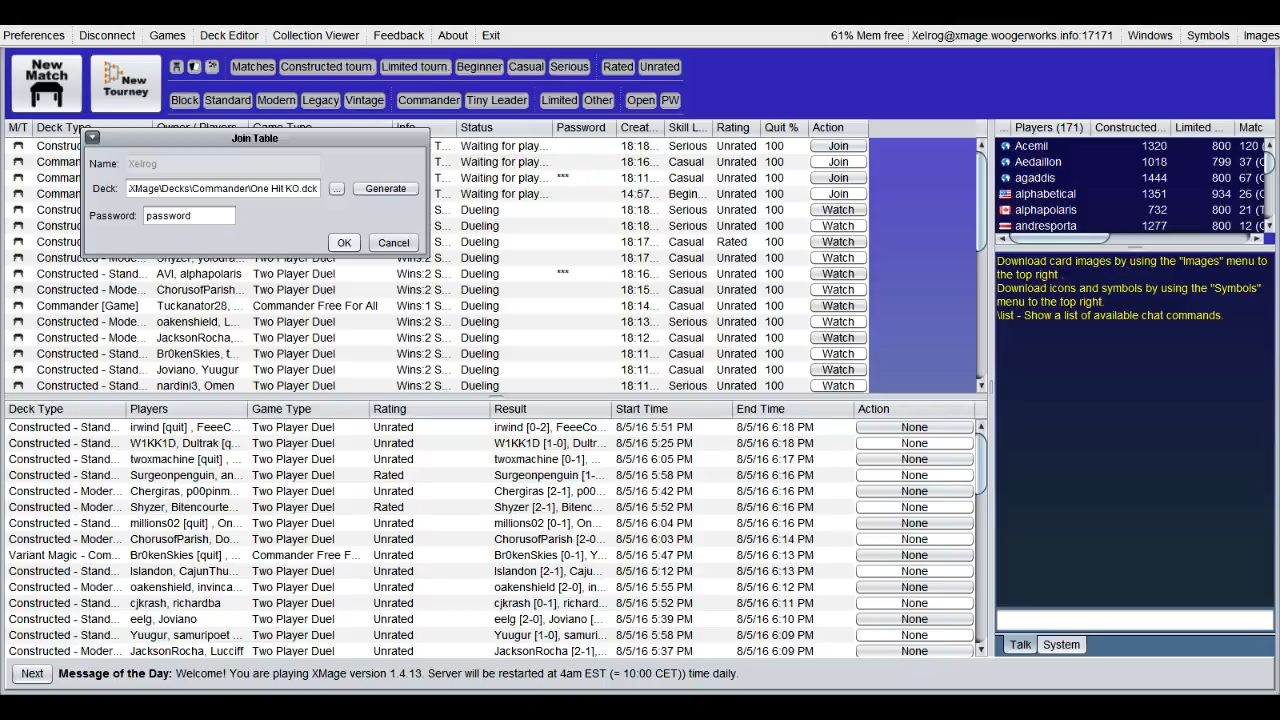 Preferences Disconnect Games Deck Editor Collection Viewer Feedback About Exit 61% Mem free Xelrog@xmage.woogerworks.info:17171 Windows Symbols Images
New Match New Tourney Matches Constructed tourn. Limited tourn. Beginner Casual Serious Rated Unrated
Block Standard Modern Legacy Vintage Commander Tiny Leader Limited Other Open PW
M/T Deck Type Owner / Players Game Type Info Status Password Creat... Skill L... Rating Quit % Action
Join Table
Name: Xelrog
Deck: XMage\Decks\Commander\One Hit KO.dck ... Generate
Password: password
OK Cancel
Constru... T... Waiting for play... 18:18... Serious Unrated 100 Join
Comman... T... Waiting for play... 18:16... Casual Unrated 100 Join
Comman... T... Waiting for play... *** 18:11... Casual Unrated 100 Join
Comman... T... Waiting for play... 14:57... Begin... Unrated 100 Join
Constru... S... Dueling 18:18... Serious Unrated 100 Watch
Constru... S... Dueling 18:18... Casual Unrated 100 Watch
Constru... S... Dueling 18:17... Casual Rated 100 Watch
Constructed - Mode... Shyzer, yolodragon Two Player Duel Wins:2 S... Dueling 18:17... Casual Unrated 100 Watch
Constructed - Stand... AVI, alphapolaris Two Player Duel Wins:2 S... Dueling *** 18:16... Casual Unrated 100 Watch
Constructed - Mode... ChorusofParish... Two Player Duel Wins:2 S... Dueling 18:15... Casual Unrated 100 Watch
Commander [Game] Tuckanator28, ... Commander Free For All Wins:1 S... Dueling 18:14... Casual Unrated 100 Watch
Constructed - Mode... oakenshield, L... Two Player Duel Wins:2 S... Dueling 18:13... Serious Unrated 100 Watch
Constructed - Mode... JacksonRocha,... Two Player Duel Wins:2 S... Dueling 18:12... Casual Unrated 100 Watch
Constructed - Stand... Br0kenSkies, t... Two Player Duel Wins:2 S... Dueling 18:11... Casual Unrated 100 Watch
Constructed - Stand... Joviano, Yuugur Two Player Duel Wins:2 S... Dueling 18:11... Casual Unrated 100 Watch
Constructed - Stand... nardini3, Omen Two Player Duel Wins:2 S... Dueling 18:11... Serious Unrated 100 Watch
... Players (171) Constructed... Limited ... Matc
Acemil 1320 800 120 (
Aedaillon 1018 799 37 (
agaddis 1444 800 67 (
alphabetical 1351 934 26 (
alphapolaris 732 800 21 (
andresporta 1277 800 12 (
Download card images by using the "Images" menu to
the top right .
Download icons and symbols by using the "Symbols"
menu to the top right.
\list - Show a list of available chat commands.
Deck Type Players Game Type Rating Result Start Time End Time Action
Constructed - Stand... irwind [quit] , FeeeC... Two Player Duel Unrated irwind [0-2], FeeeCo... 8/5/16 5:51 PM 8/5/16 6:18 PM None
Constructed - Stand... W1KK1D, Dultrak [q... Two Player Duel Unrated W1KK1D [1-0], Dultr... 8/5/16 5:25 PM 8/5/16 6:18 PM None
Constructed - Stand... twoxmachine [quit] , ... Two Player Duel Unrated twoxmachine [0-1], ... 8/5/16 6:05 PM 8/5/16 6:17 PM None
Constructed - Stand... Surgeonpenguin, an... Two Player Duel Rated Surgeonpenguin [1-... 8/5/16 5:58 PM 8/5/16 6:16 PM None
Constructed - Moder... Chergiras, p00pinm... Two Player Duel Unrated Chergiras [2-1], p00... 8/5/16 5:42 PM 8/5/16 6:16 PM None
Constructed - Moder... Shyzer, Bitencourte... Two Player Duel Rated Shyzer [2-1], Bitenc... 8/5/16 5:52 PM 8/5/16 6:16 PM None
Constructed - Stand... millions02 [quit] , On... Two Player Duel Unrated millions02 [0-1], On... 8/5/16 6:04 PM 8/5/16 6:15 PM None
Constructed - Moder... ChorusofParish, Do... Two Player Duel Unrated ChorusofParish [2-0... 8/5/16 6:03 PM 8/5/16 6:14 PM None
Variant Magic - Com... Br0kenSkies [quit] , ... Commander Free F... Unrated Br0kenSkies [0-1], Y... 8/5/16 5:47 PM 8/5/16 6:13 PM None
Constructed - Stand... Islandon, CajunThu... Two Player Duel Unrated Islandon [2-1], Caju... 8/5/16 5:12 PM 8/5/16 6:13 PM None
Constructed - Moder... oakenshield, invinca... Two Player Duel Unrated oakenshield [2-0], in... 8/5/16 5:55 PM 8/5/16 6:12 PM None
Constructed - Stand... cjkrash, richardba Two Player Duel Unrated cjkrash [0-1], richard... 8/5/16 5:52 PM 8/5/16 6:11 PM None
Constructed - Stand... eelg, Joviano Two Player Duel Unrated eelg [2-0], Joviano [... 8/5/16 5:39 PM 8/5/16 6:10 PM None
Constructed - Stand... Yuugur, samuripoet ... Two Player Duel Unrated Yuugur [1-0], samuri... 8/5/16 5:58 PM 8/5/16 6:09 PM None
Constructed - Moder... JacksonRocha, Lucciff Two Player Duel Unrated JacksonRocha [2-1]... 8/5/16 5:37 PM 8/5/16 6:09 PM None
Talk System
Next Message of the Day: Welcome! You are playing XMage version 1.4.13. Server will be restarted at 4am EST (= 10:00 CET)) time daily.